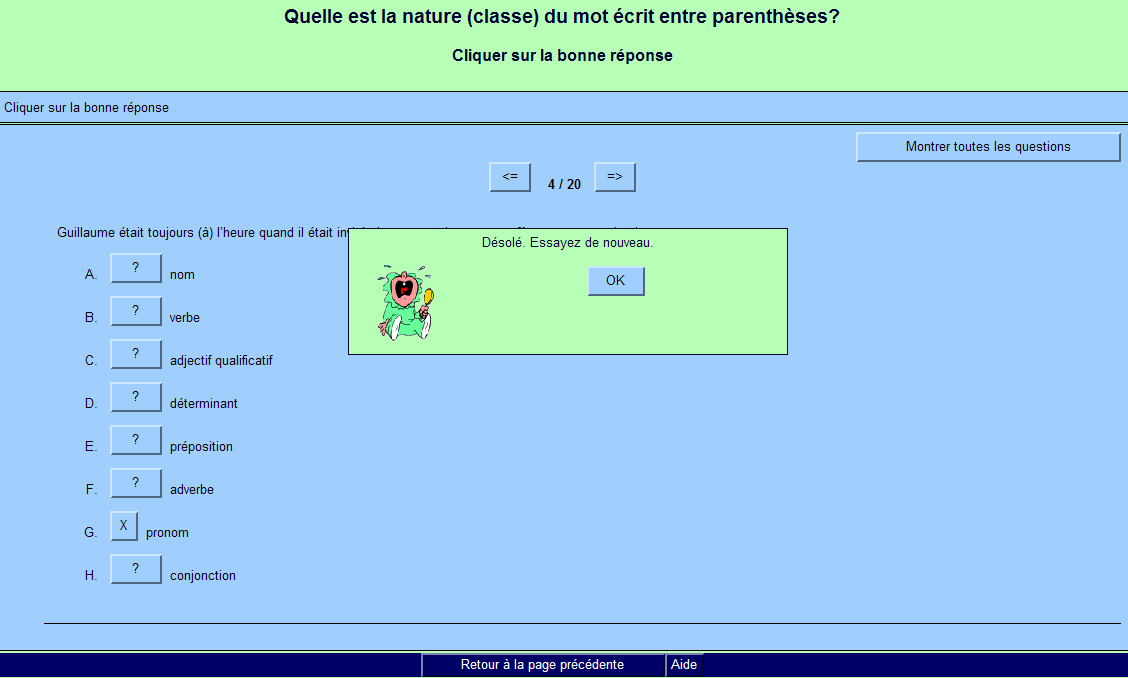 Quelle est la nature (classe) du mot écrit entre parenthèses?
Cliquer sur la bonne réponse
Cliquer sur la bonne réponse
Montrer toutes les questions
<= 4 / 20 =>
Guillaume était toujours (à) l'heure quand il était
Désolé. Essayez de nouveau.
OK
A. ? nom
B. ? verbe
C. ? adjectif qualificatif
D. ? déterminant
E. ? préposition
F. ? adverbe
G. X pronom
H. ? conjonction
Retour à la page précédente Aide